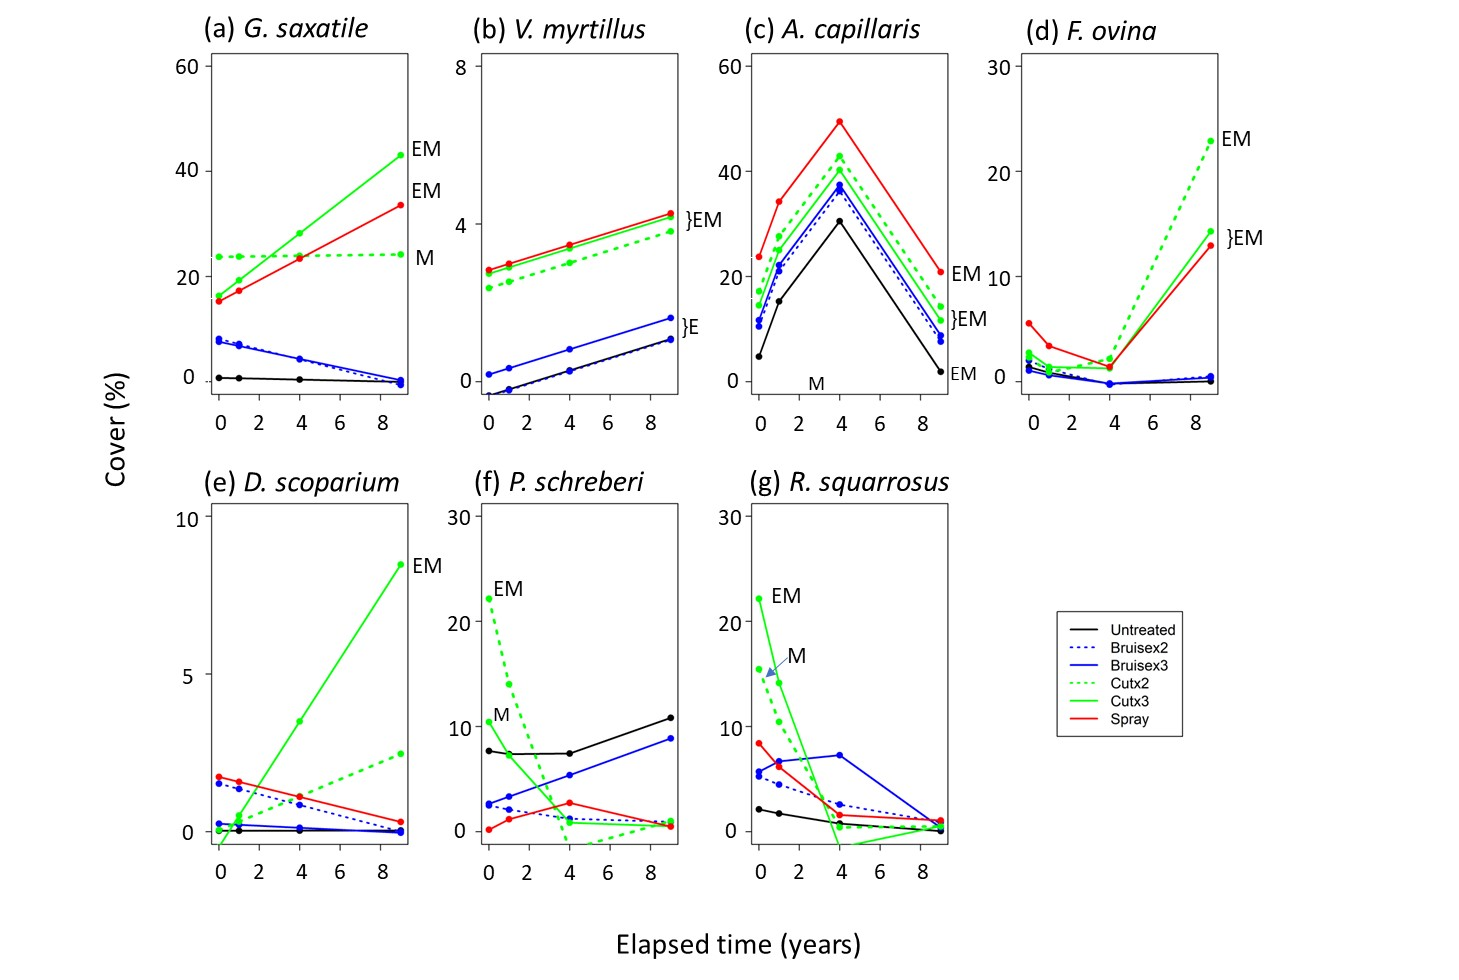 (a) G. saxatile
(b) V. myrtillus
(c) A. capillaris
(d) F. ovina
60
40
20
0
EM
EM
M
0 2 4 6 8
8
4
0
}EM
}E
0 2 4 6 8
60
40
20
0
M
EM
}EM
EM
0 2 4 6 8
30
20
10
0
EM
}EM
0 2 4 6 8
Cover (%)
(e) D. scoparium
(f) P. schreberi
(g) R. squarrosus
10
5
0
EM
0 2 4 6 8
30
20
10
0
EM
M
0 2 4 6 8
30
20
10
0
EM
M
0 2 4 6 8
Untreated
Bruisex2
Bruisex3
Cutx2
Cutx3
Spray
Elapsed time (years)